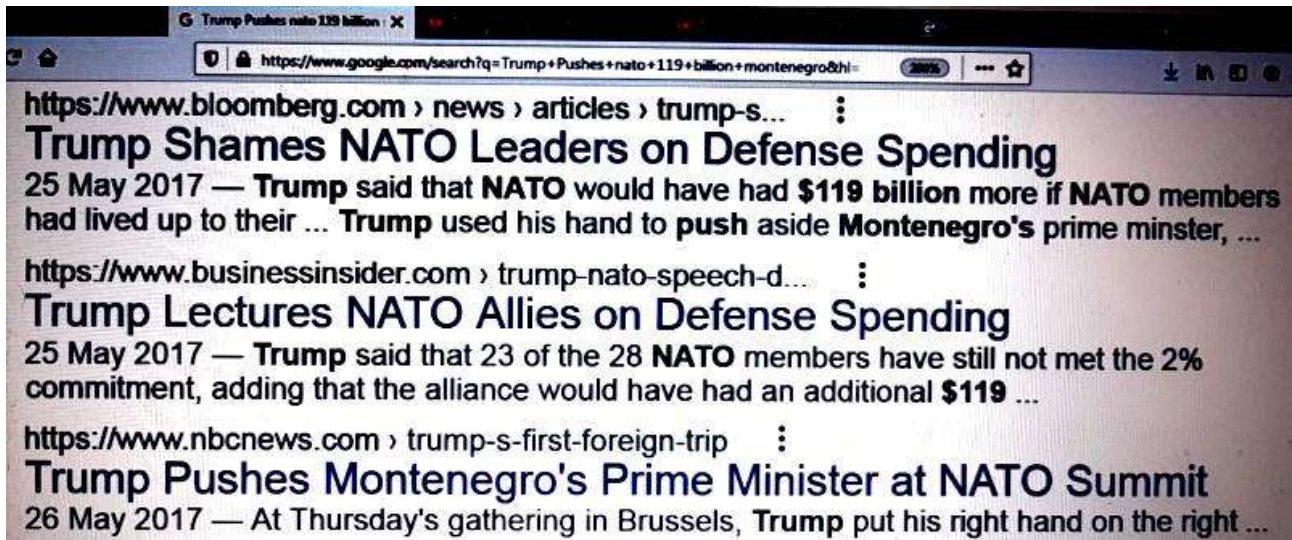 G Trump Pushes nato 119 billion
https://www.google.com/search?q=Trump+Pushes+nato+119+billion+montenegro&hl=
200%
https://www.bloomberg.com › news › articles › trump-s...
Trump Shames NATO Leaders on Defense Spending
25 May 2017 — Trump said that NATO would have had $119 billion more if NATO members
had lived up to their ... Trump used his hand to push aside Montenegro's prime minster, ...
https://www.businessinsider.com › trump-nato-speech-d...
Trump Lectures NATO Allies on Defense Spending
25 May 2017 — Trump said that 23 of the 28 NATO members have still not met the 2%
commitment, adding that the alliance would have had an additional $119 ...
https://www.nbcnews.com › trump-s-first-foreign-trip
Trump Pushes Montenegro's Prime Minister at NATO Summit
26 May 2017 — At Thursday's gathering in Brussels, Trump put his right hand on the right ...